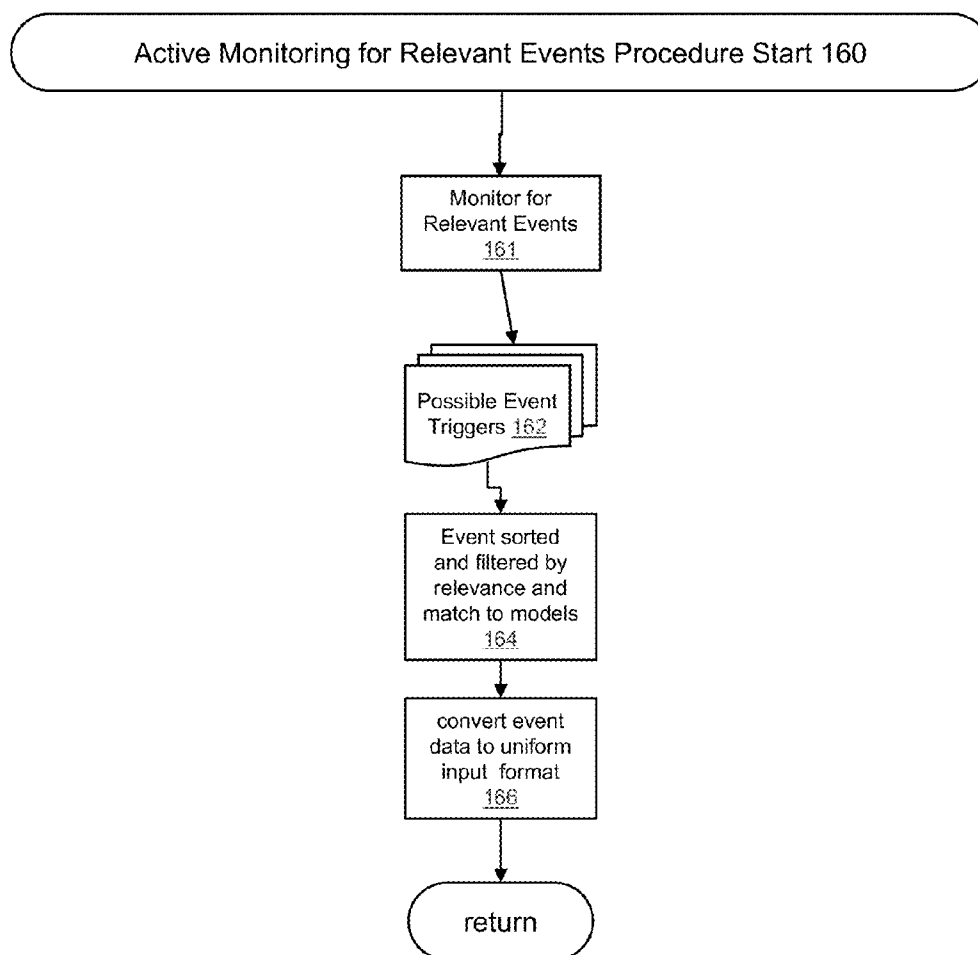 Active Monitoring for Relevant Events Procedure Start 160
Monitor for
Relevant Events
161
Possible Event
Triggers 162
Event sorted
and filtered by
relevance and
match to models
164
convert event
data to uniform
input format
166
return